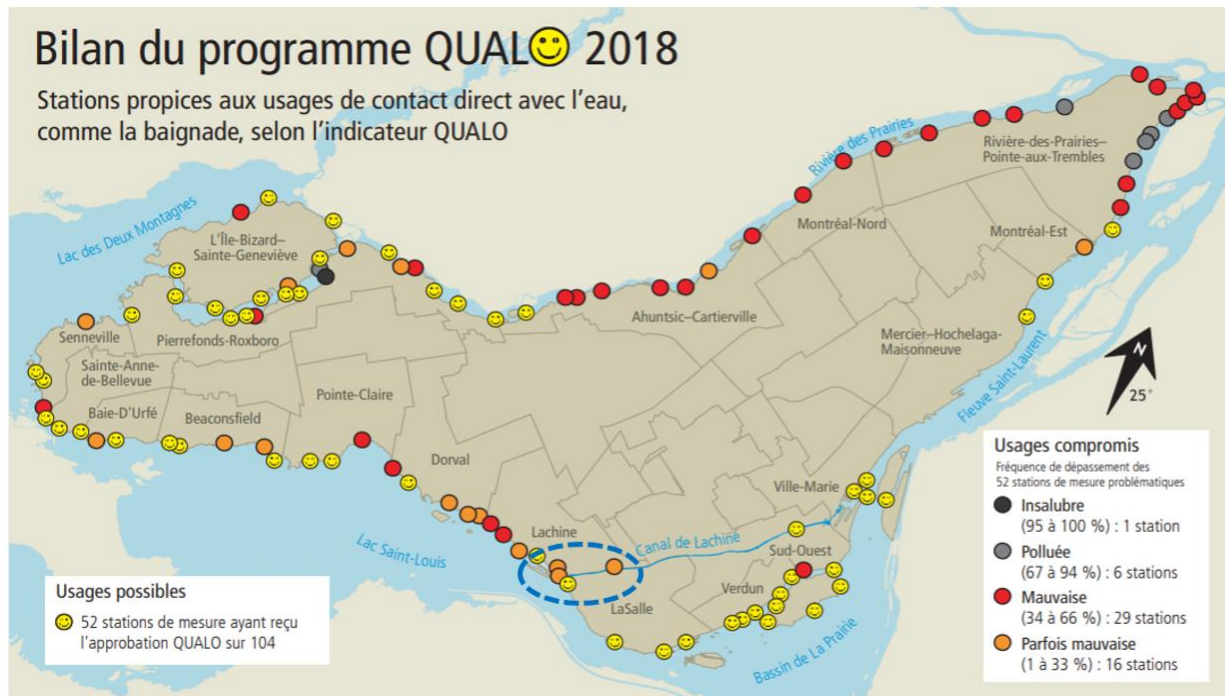 Bilan du programme QUALO 2018
Stations propices aux usages de contact direct avec l'eau,
comme la baignade, selon l'indicateur QUALO
Rivière des Prairies
Rivière-des-Prairies–
Pointe-aux-Trembles
Lac des Deux Montagnes
L'Île-Bizard–
Sainte-Geneviève
Montréal-Nord
Montréal-Est
Senneville
Pierrefonds-Roxboro
Ahuntsic–Cartierville
Mercier–Hochelaga-
Maisonneuve
Sainte-Anne-
de-Bellevue
Fleuve Saint-Laurent
N
25°
Pointe-Claire
Baie-D'Urfé
Beaconsfield
Dorval
Ville-Marie
Lachine
Canal de Lachine
Lac Saint-Louis
Sud-Ouest
Verdun
LaSalle
Bassin de La Prairie
Usages possibles
52 stations de mesure ayant reçu
l'approbation QUALO sur 104
Usages compromis
Fréquence de dépassement des
52 stations de mesure problématiques
Insalubre
(95 à 100 %) : 1 station
Polluée
(67 à 94 %) : 6 stations
Mauvaise
(34 à 66 %) : 29 stations
Parfois mauvaise
(1 à 33 %) : 16 stations